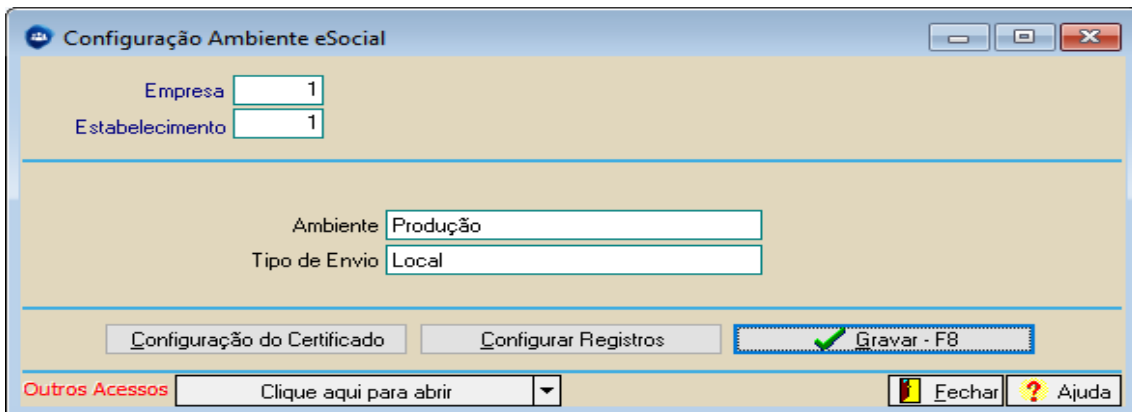 Configuração Ambiente eSocial
Empresa 1
Estabelecimento 1
Ambiente Produção
Tipo de Envio Local
Configuração do Certificado Configurar Registros Gravar - F8
Outros Acessos Clique aqui para abrir Fechar ? Ajuda